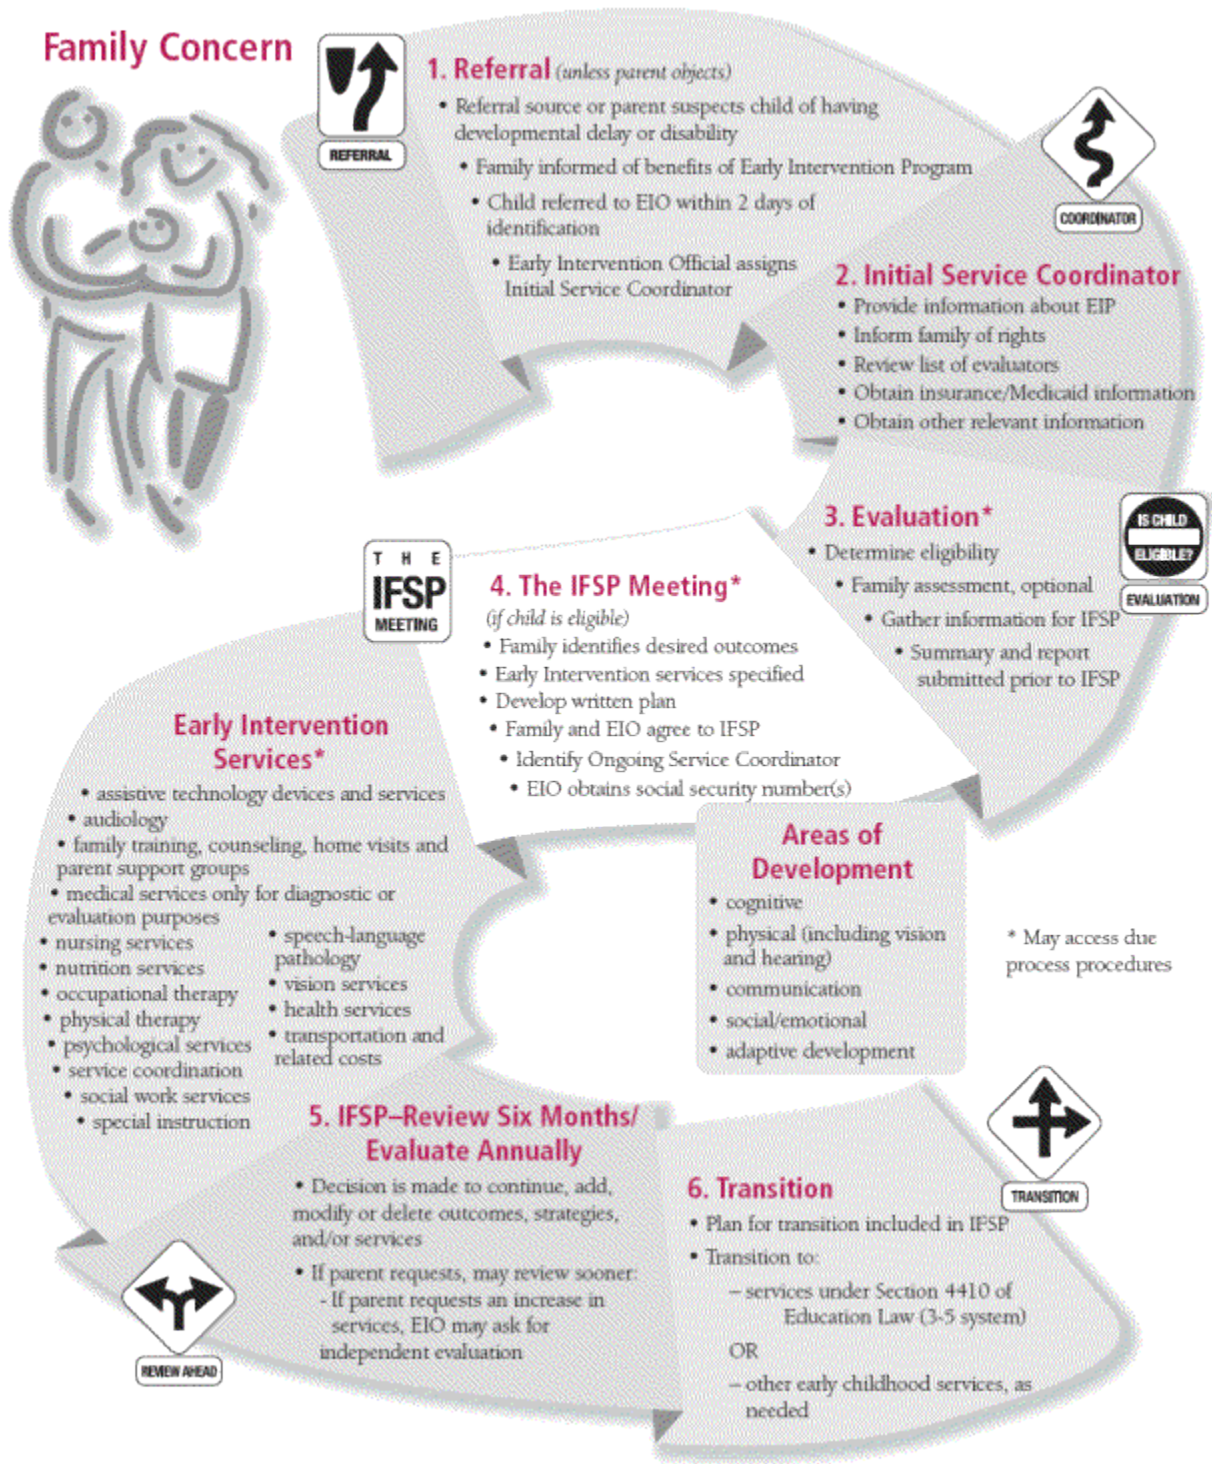 Family Concern
REFERRAL
1. Referral (unless parent objects)
• Referral source or parent suspects child of having
developmental delay or disability
• Family informed of benefits of Early Intervention Program
• Child referred to EIO within 2 days of
identification
• Early Intervention Official assigns
Initial Service Coordinator
COORDINATOR
2. Initial Service Coordinator
• Provide information about EIP
• Inform family of rights
• Review list of evaluators
• Obtain insurance/Medicaid information
• Obtain other relevant information
IS CHILD
ELIGIBLE?
EVALUATION
3. Evaluation*
• Determine eligibility
• Family assessment, optional
• Gather information for IFSP
• Summary and report
submitted prior to IFSP
THE
IFSP
MEETING
4. The IFSP Meeting*
(if child is eligible)
• Family identifies desired outcomes
• Early Intervention services specified
• Develop written plan
• Family and EIO agree to IFSP
• Identify Ongoing Service Coordinator
• EIO obtains social security number(s)
Early Intervention
Services*
• assistive technology devices and services
• audiology
• family training, counseling, home visits and
parent support groups
• medical services only for diagnostic or
evaluation purposes
• nursing services
• nutrition services
• occupational therapy
• physical therapy
• psychological services
• service coordination
• social work services
• special instruction
• speech-language
pathology
• vision services
• health services
• transportation and
related costs
Areas of
Development
• cognitive
• physical (including vision
and hearing)
• communication
• social/emotional
• adaptive development
* May access due
process procedures
5. IFSP–Review Six Months/
Evaluate Annually
• Decision is made to continue, add,
modify or delete outcomes, strategies,
and/or services
• If parent requests, may review sooner:
- If parent requests an increase in
services, EIO may ask for
independent evaluation
REVIEW AHEAD
TRANSITION
6. Transition
• Plan for transition included in IFSP
• Transition to:
– services under Section 4410 of
Education Law (3-5 system)
OR
– other early childhood services, as
needed